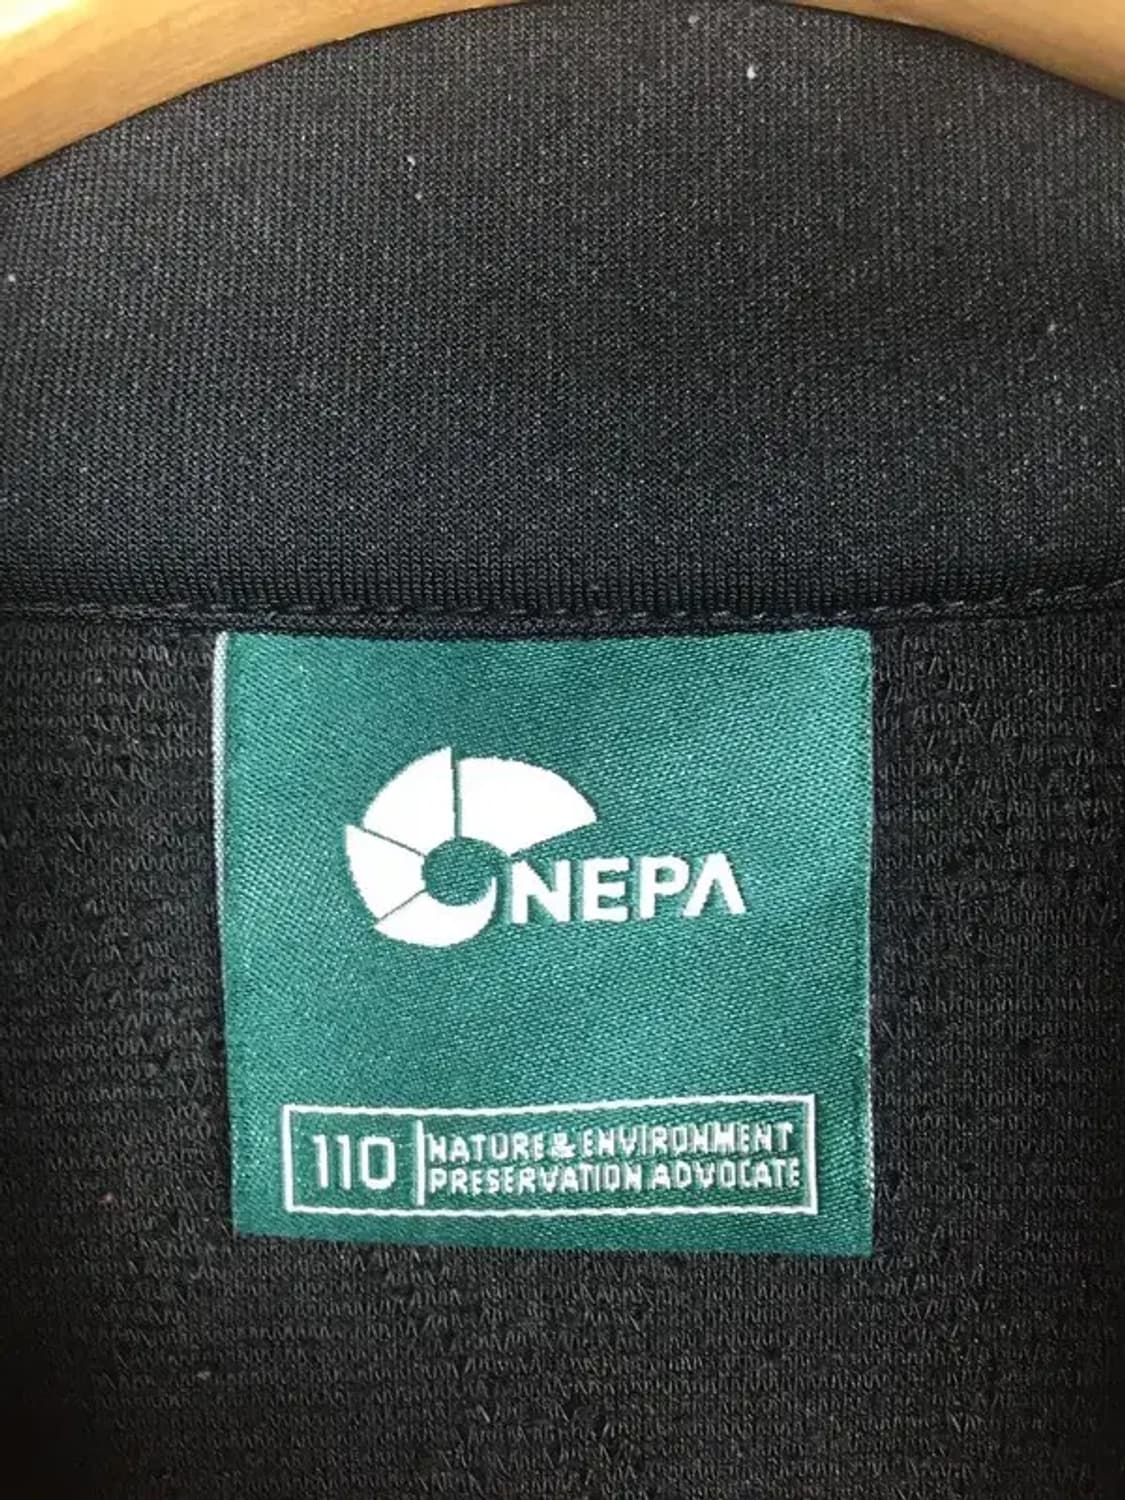 NEPA
110
NATURE & ENVIRONMENT
PRESERVATION ADVOCATE